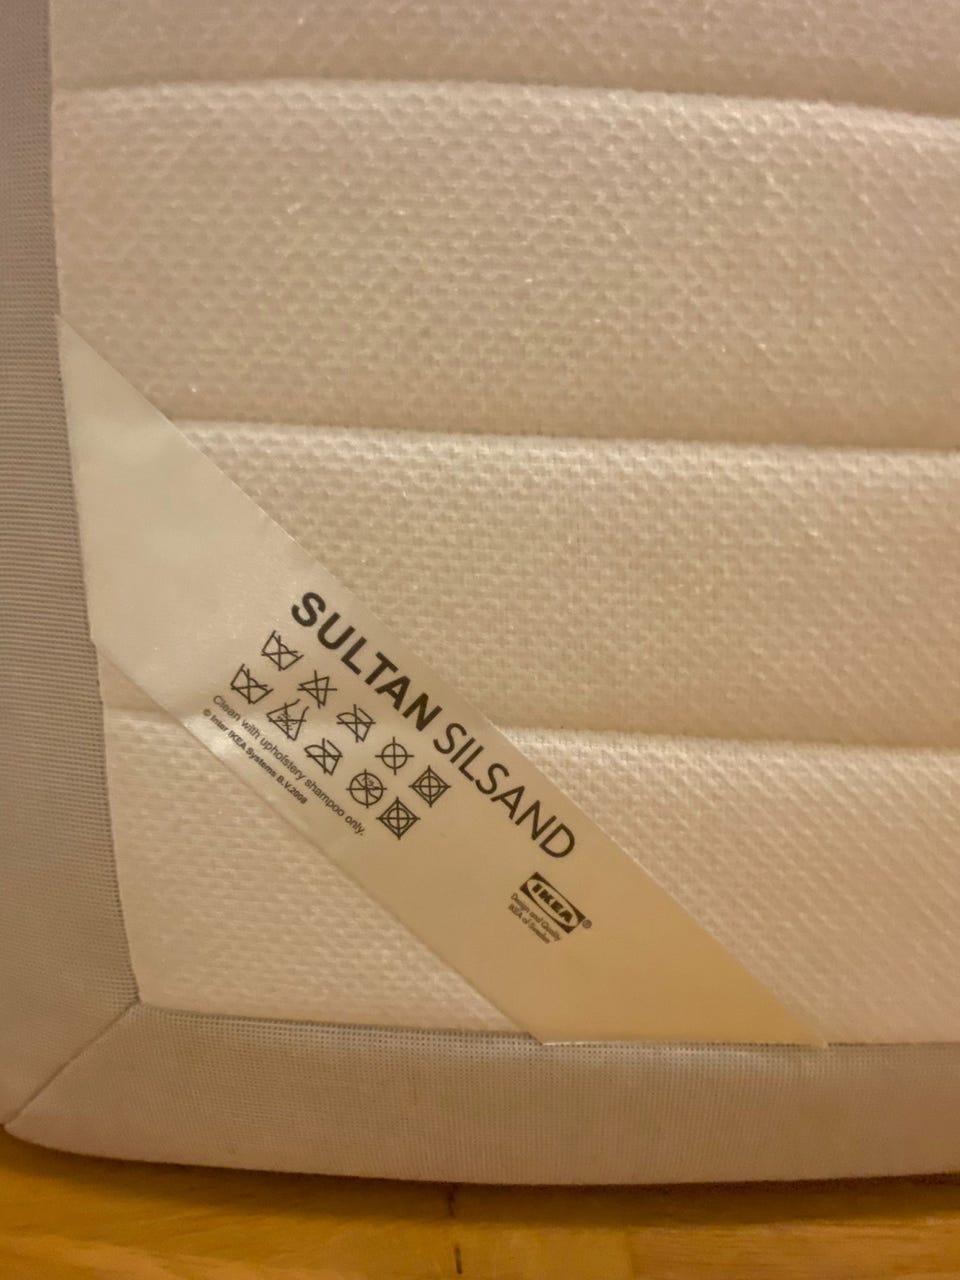 SULTAN SILSAND
Clean with upholstery shampoo only.
© Inter IKEA Systems B.V.2008
IKEA®
Design and Quality
IKEA of Sweden